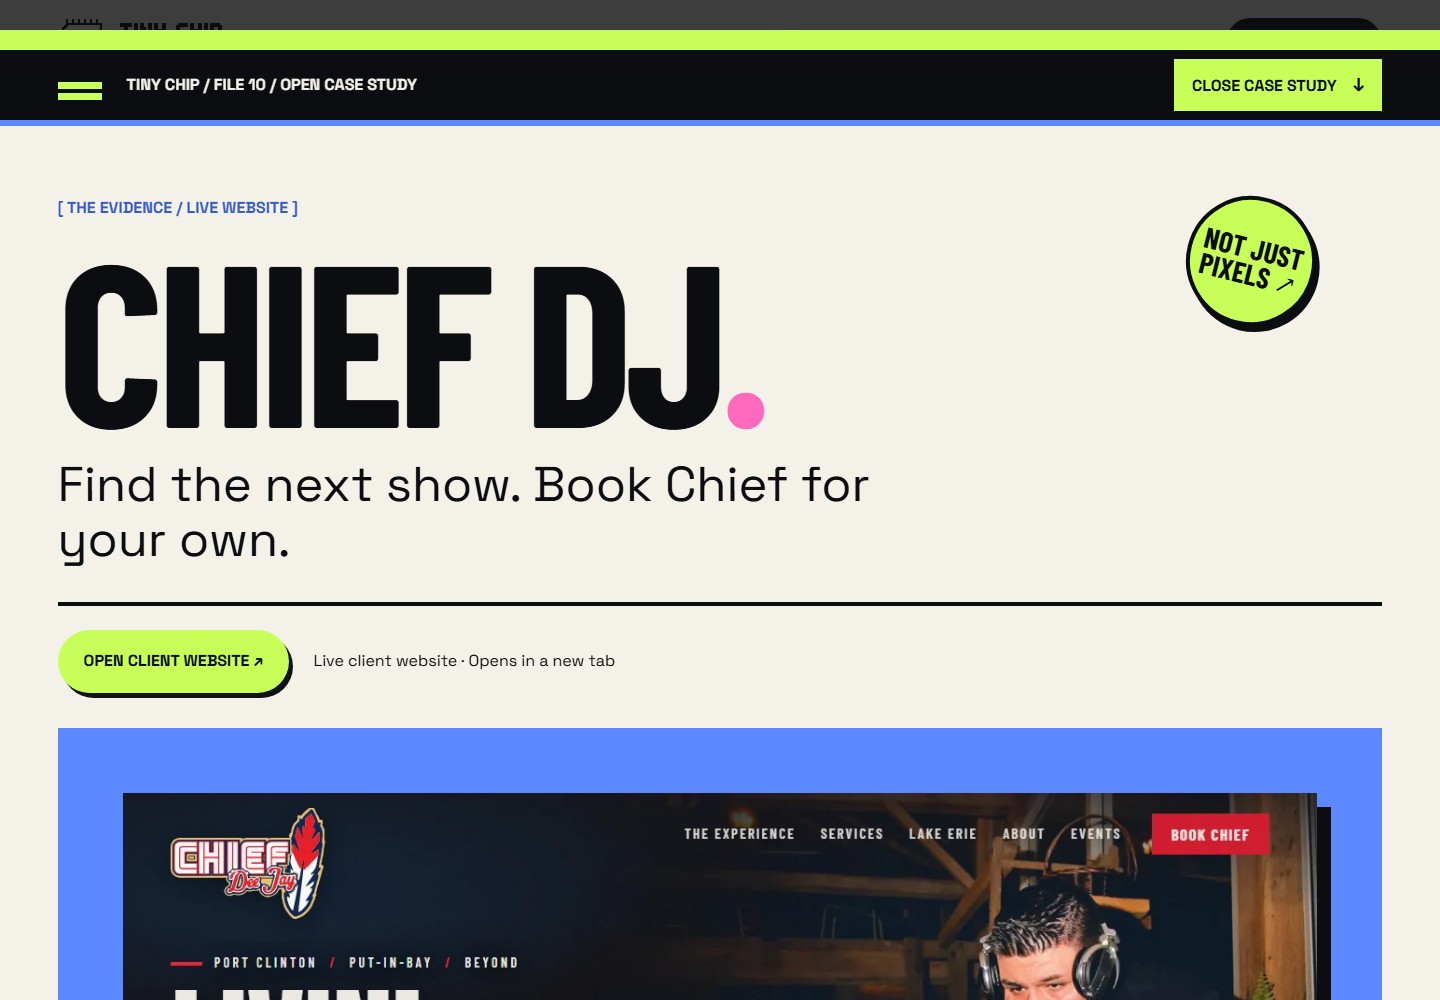 TINY CHIP
TINY CHIP / FILE 10 / OPEN CASE STUDY
CLOSE CASE STUDY ↓
[ THE EVIDENCE / LIVE WEBSITE ]
NOT JUST
PIXELS ↗
CHIEF DJ.
Find the next show. Book Chief for
your own.
OPEN CLIENT WEBSITE ↗
Live client website · Opens in a new tab
CHIEF
Dee Jay
THE EXPERIENCE SERVICES LAKE ERIE ABOUT EVENTS BOOK CHIEF
PORT CLINTON / PUT-IN-BAY / BEYOND